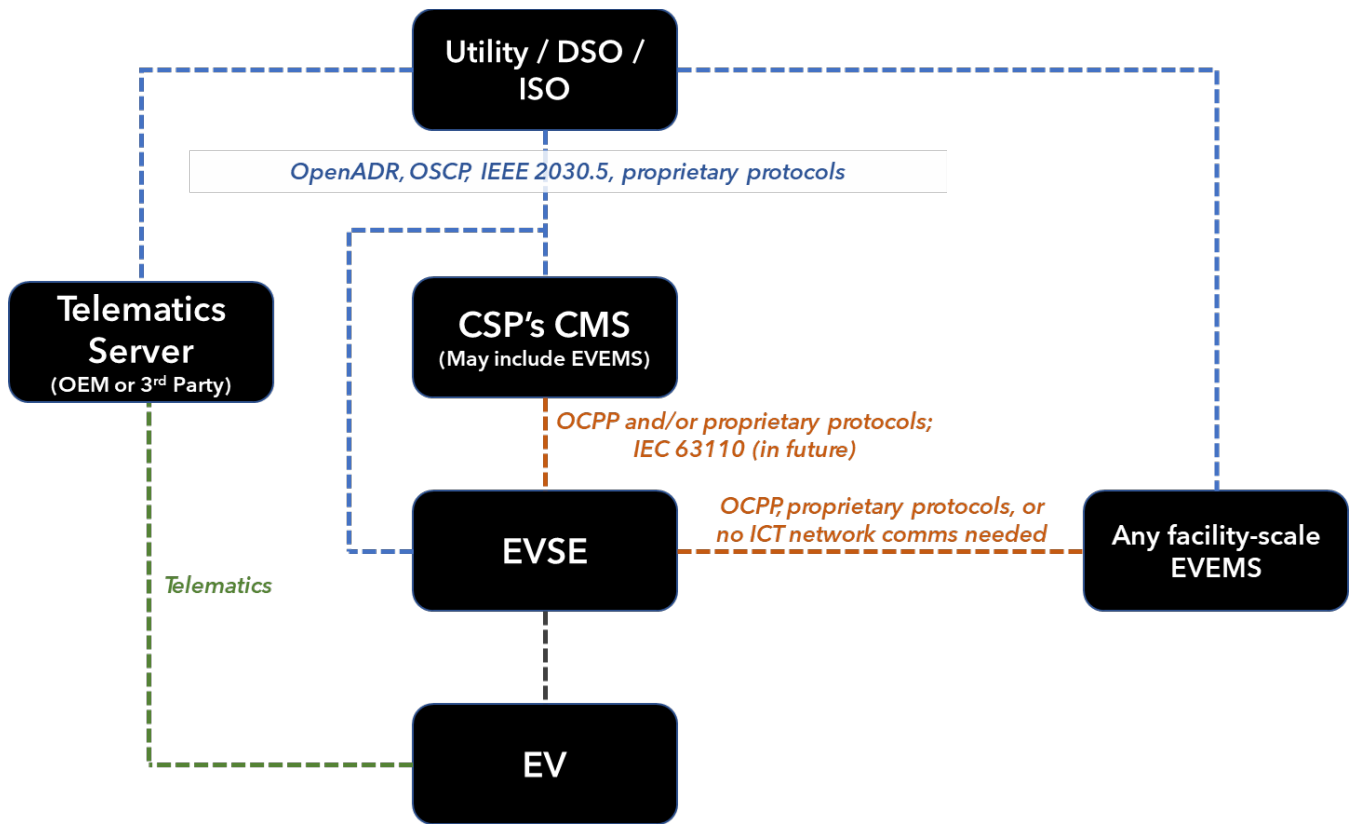 Utility / DSO /
ISO
OpenADR, OSCP, IEEE 2030.5, proprietary protocols
Telematics
Server
(OEM or 3rd Party)
CSP's CMS
(May include EVEMS)
OCPP and/or proprietary protocols;
IEC 63110 (in future)
EVSE
OCPP, proprietary protocols, or
no ICT network comms needed
Any facility-scale
EVEMS
Telematics
EV